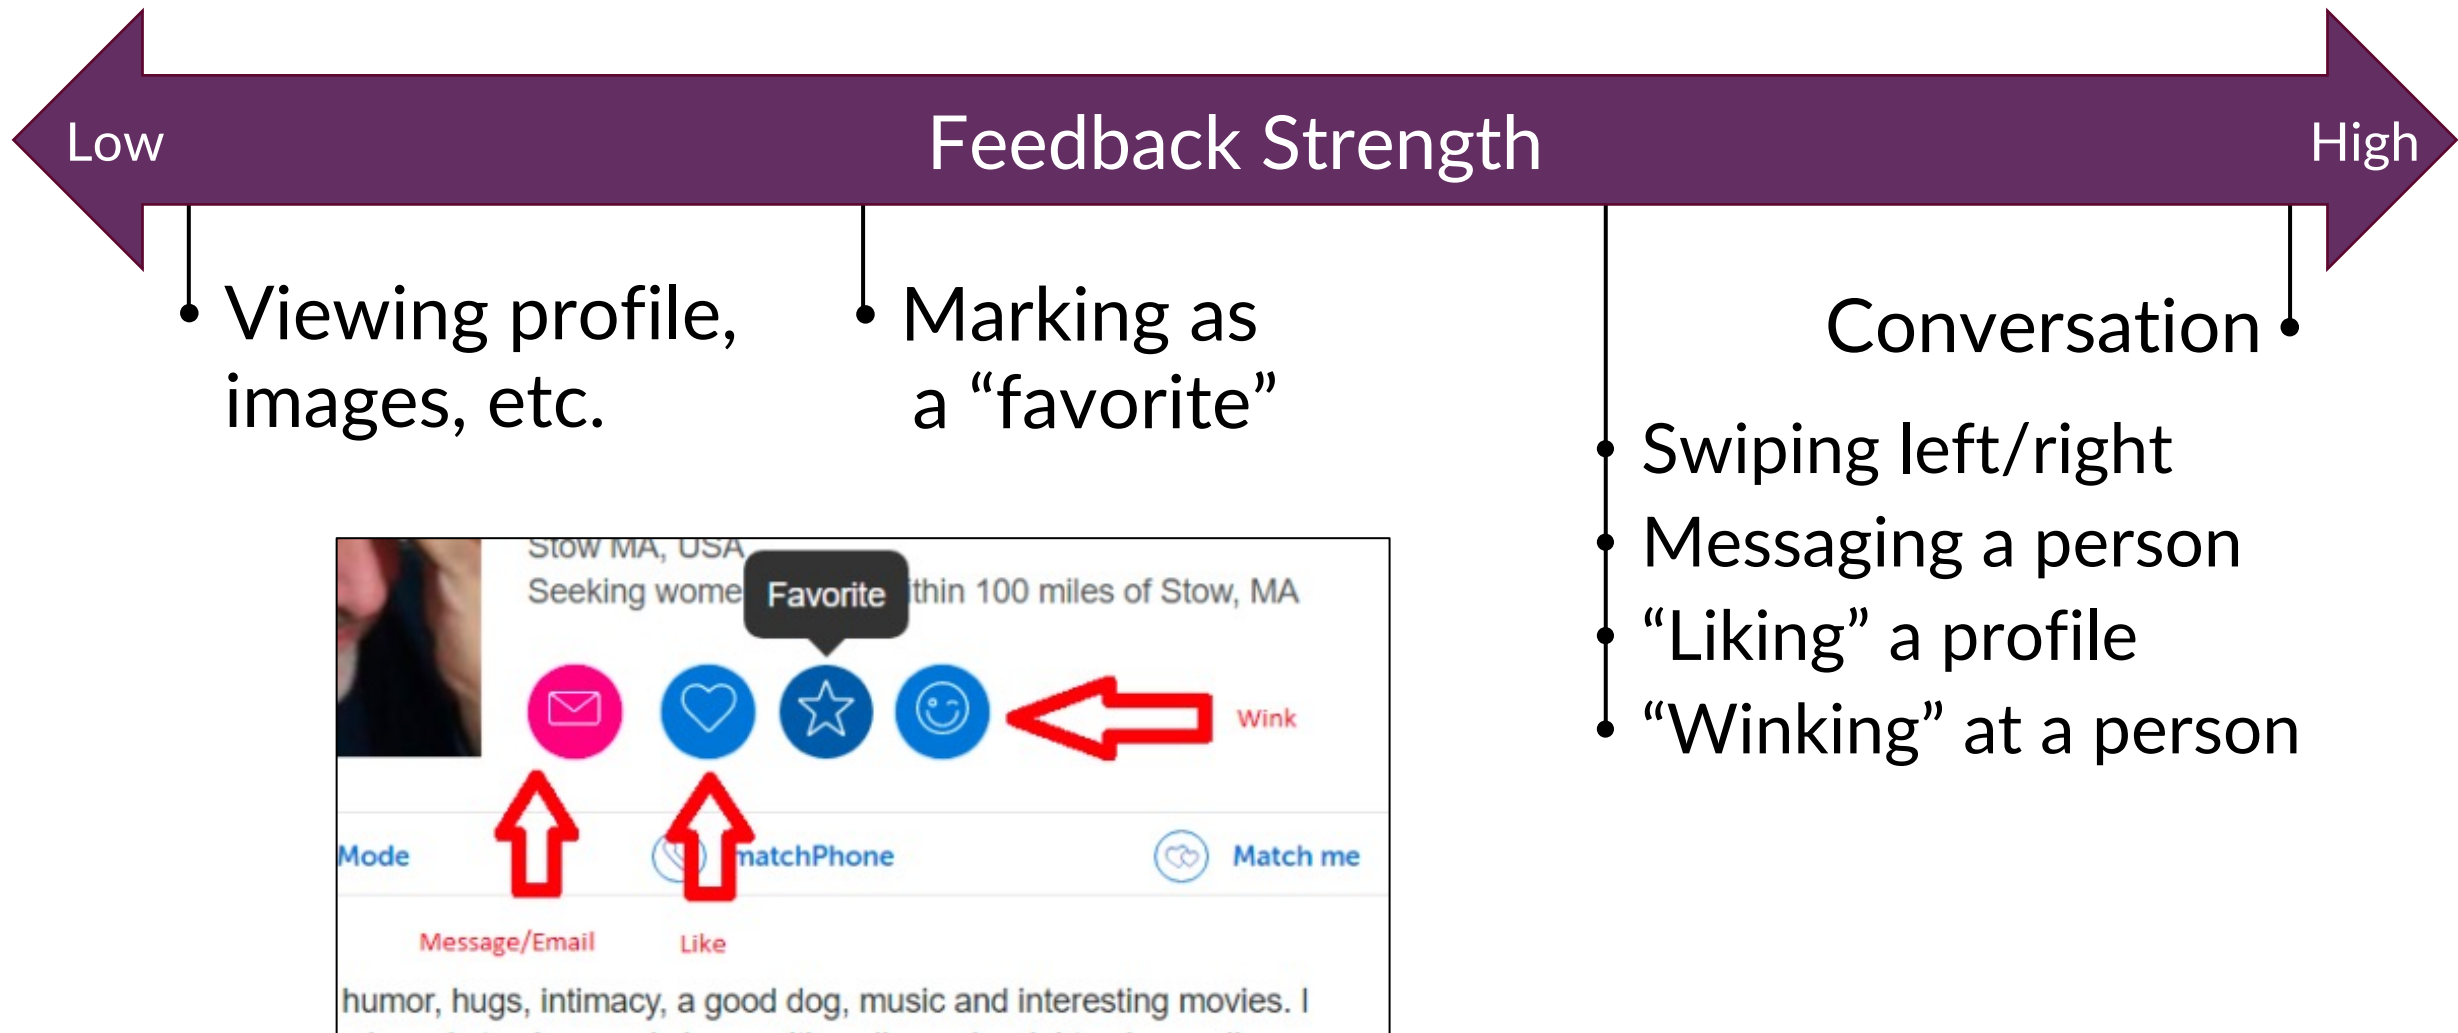 Low
Feedback Strength
High
Viewing profile,
images, etc.
Marking as
a “favorite”
Conversation
Swiping left/right
Messaging a person
“Liking” a profile
“Winking” at a person
Stow MA, USA
Seeking wome
Favorite
thin 100 miles of Stow, MA
Wink
Mode
matchPhone
Match me
Message/Email
Like
humor, hugs, intimacy, a good dog, music and interesting movies. I